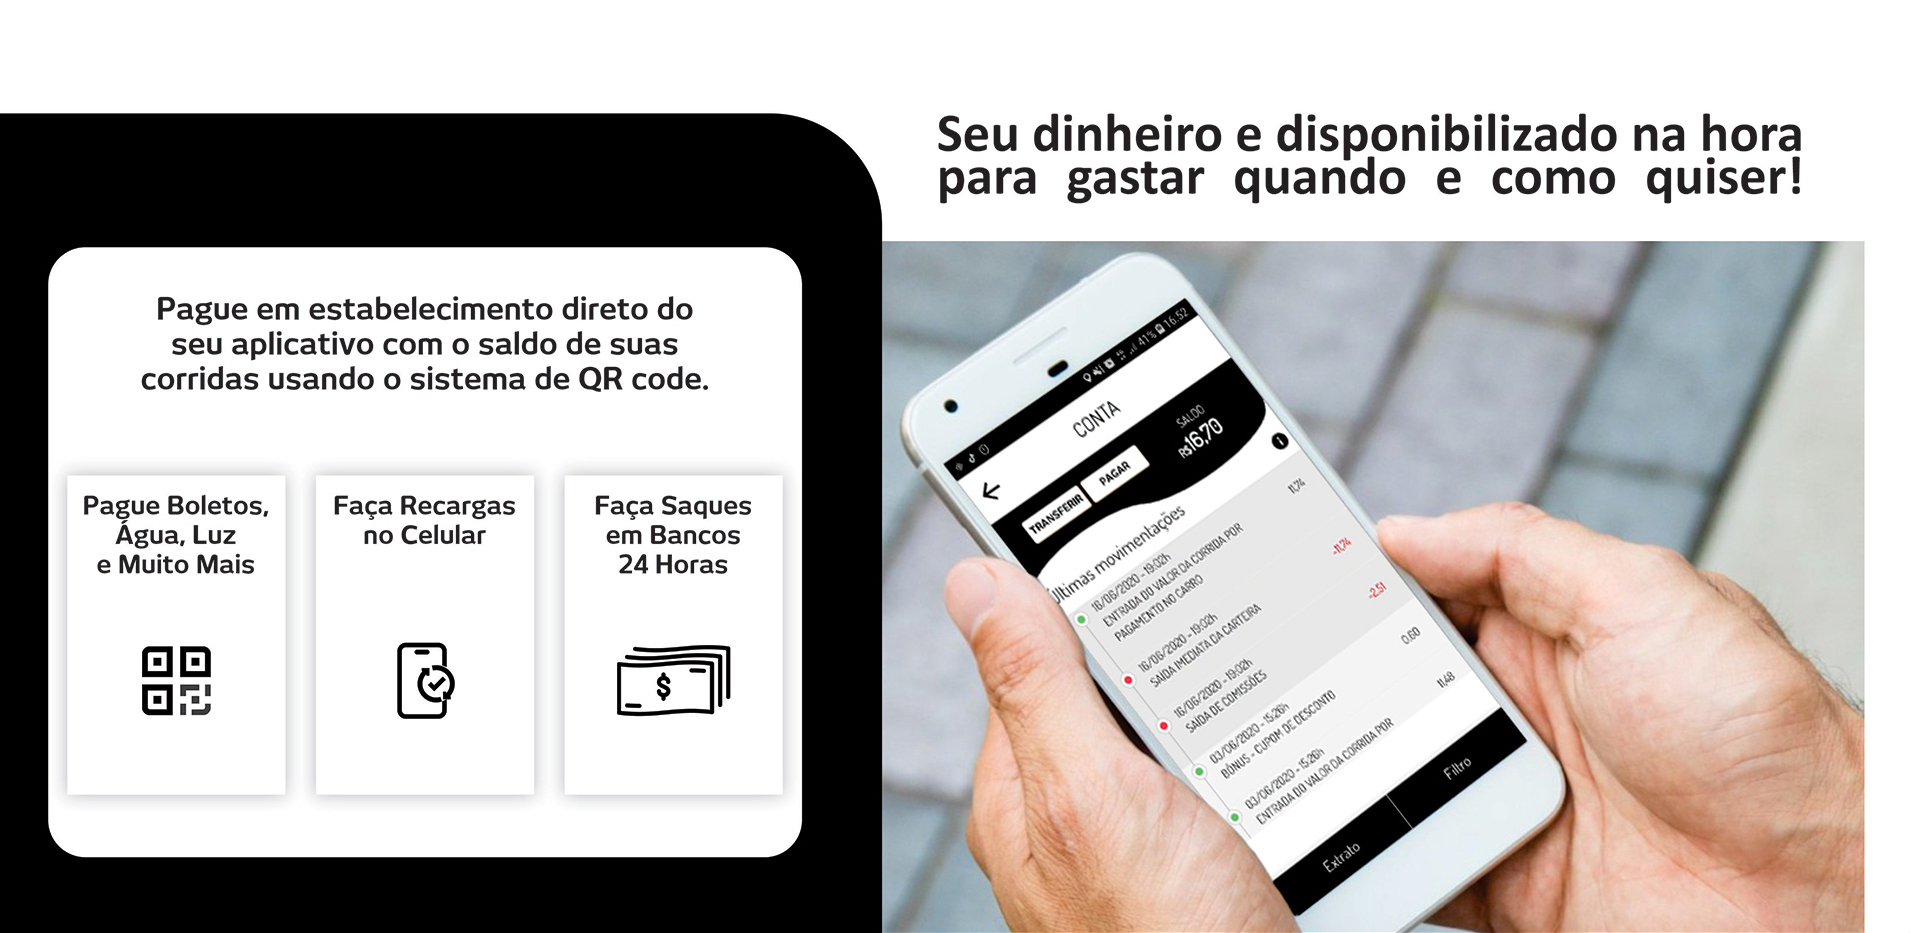 Seu dinheiro e disponibilizado na hora
para gastar quando e como quiser!
Pague em estabelecimento direto do
seu aplicativo com o saldo de suas
corridas usando o sistema de QR code.
Pague Boletos,
Água, Luz
e Muito Mais
Faça Recargas
no Celular
Faça Saques
em Bancos
24 Horas
$
41% 16:52
CONTA
TRANSFERIR
PAGAR
SALDO
R$16,70
Últimas movimentações
16/06/2020 - 19:02h
11,74
ENTRADA DO VALOR DA CORRIDA POR
PAGAMENTO NO CARRO
16/06/2020 - 19:02h
-11,74
SAÍDA IMEDIATA DA CARTEIRA
16/06/2020 - 19:02h
-2,51
SAÍDA DE COMISSÕES
03/06/2020 - 15:26h
0,60
BÔNUS - CUPOM DE DESCONTO
03/06/2020 - 15:26h
11,48
ENTRADA DO VALOR DA CORRIDA POR
Extrato
Filtro